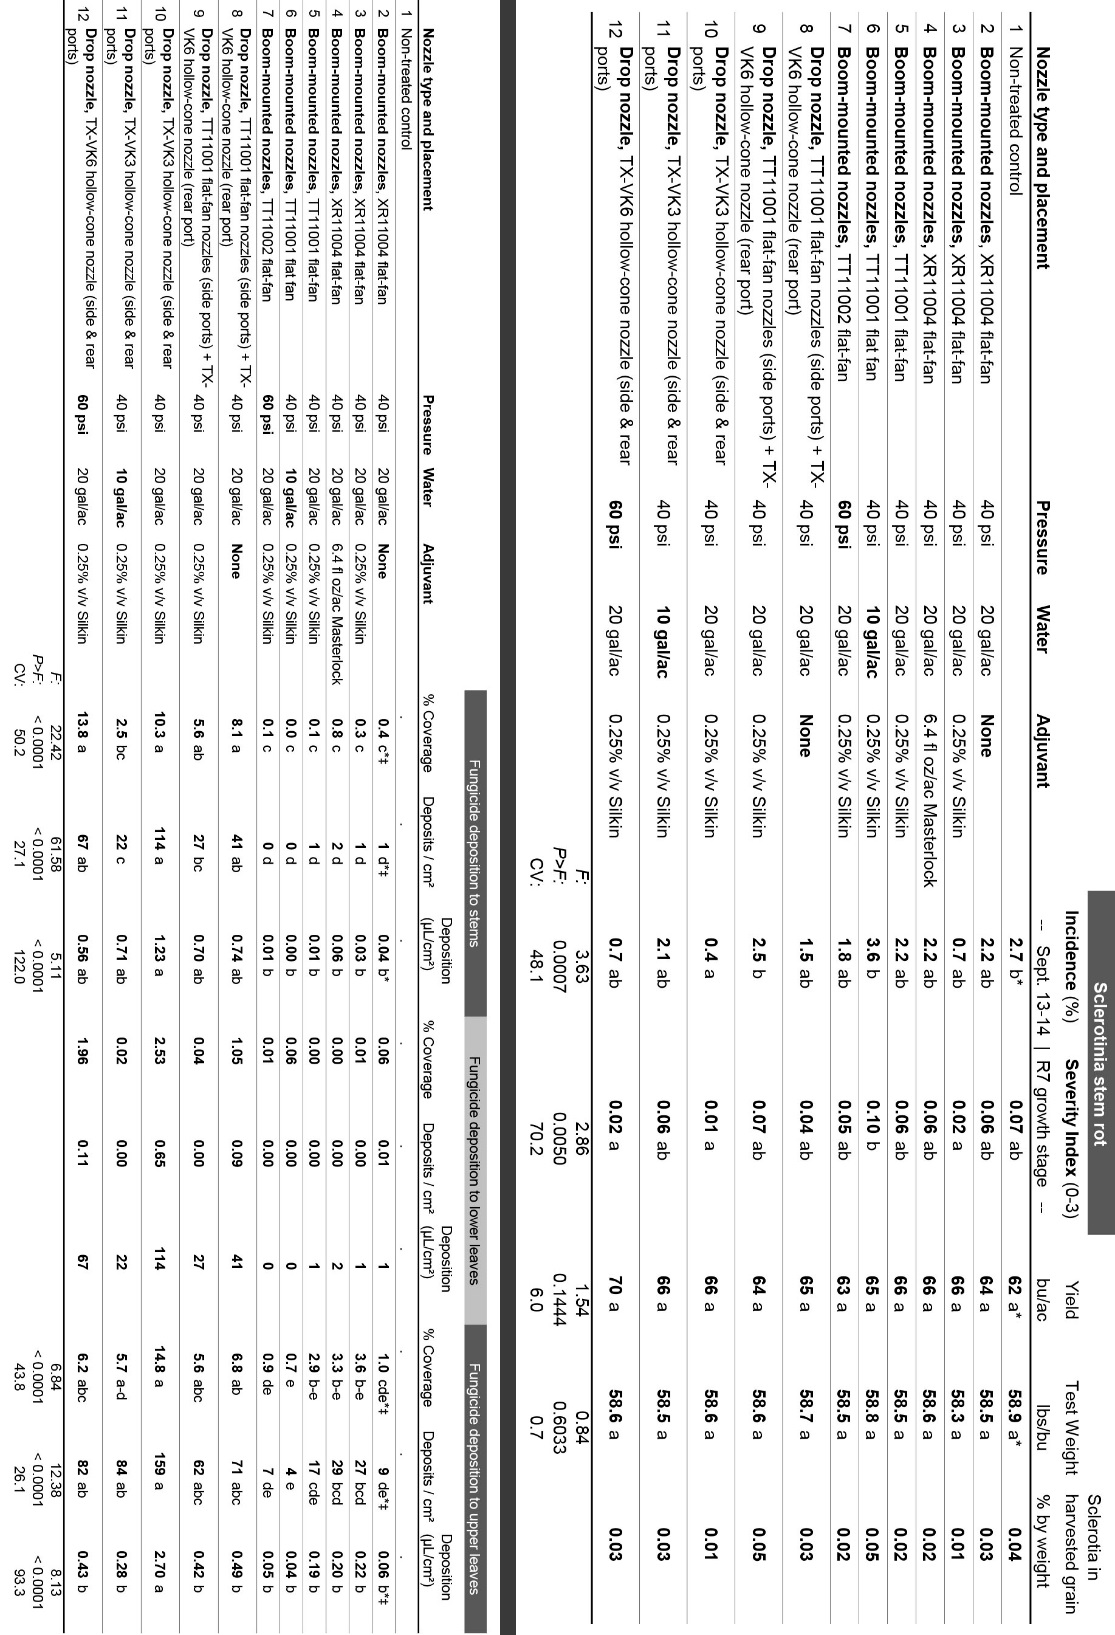 Sclerotinia stem rot
Sclerotia in
Incidence (%) Severity Index (0-3) Yield Test Weight harvested grain
Nozzle type and placement Pressure Water Adjuvant -- Sept. 13-14 | R7 growth stage -- bu/ac lbs/bu % by weight
1 Non-treated control 2.7 b* 0.07 ab 62 a* 58.9 a* 0.04
2 Boom-mounted nozzles, XR11004 flat-fan 40 psi 20 gal/ac None 2.2 ab 0.06 ab 64 a 58.5 a 0.03
3 Boom-mounted nozzles, XR11004 flat-fan 40 psi 20 gal/ac 0.25% v/v Silkin 0.7 ab 0.02 a 66 a 58.3 a 0.01
4 Boom-mounted nozzles, XR11004 flat-fan 40 psi 20 gal/ac 6.4 fl oz/ac Masterlock 2.2 ab 0.06 ab 66 a 58.6 a 0.02
5 Boom-mounted nozzles, TT11001 flat-fan 40 psi 20 gal/ac 0.25% v/v Silkin 2.2 ab 0.06 ab 66 a 58.5 a 0.02
6 Boom-mounted nozzles, TT11001 flat fan 40 psi 10 gal/ac 0.25% v/v Silkin 3.6 b 0.10 b 65 a 58.8 a 0.05
7 Boom-mounted nozzles, TT11002 flat-fan 60 psi 20 gal/ac 0.25% v/v Silkin 1.8 ab 0.05 ab 63 a 58.5 a 0.02
8 Drop nozzle, TT11001 flat-fan nozzles (side ports) + TX- 40 psi 20 gal/ac None 1.5 ab 0.04 ab 65 a 58.7 a 0.03
VK6 hollow-cone nozzle (rear port)
9 Drop nozzle, TT11001 flat-fan nozzles (side ports) + TX- 40 psi 20 gal/ac 0.25% v/v Silkin 2.5 b 0.07 ab 64 a 58.6 a 0.05
VK6 hollow-cone nozzle (rear port)
10 Drop nozzle, TX-VK3 hollow-cone nozzle (side & rear 40 psi 20 gal/ac 0.25% v/v Silkin 0.4 a 0.01 a 66 a 58.6 a 0.01
ports)
11 Drop nozzle, TX-VK3 hollow-cone nozzle (side & rear 40 psi 10 gal/ac 0.25% v/v Silkin 2.1 ab 0.06 ab 66 a 58.5 a 0.03
ports)
12 Drop nozzle, TX-VK6 hollow-cone nozzle (side & rear 60 psi 20 gal/ac 0.25% v/v Silkin 0.7 ab 0.02 a 70 a 58.6 a 0.03
ports)
F: 3.63 2.86 1.54 0.84
P>F: 0.0007 0.0050 0.1444 0.6033
CV: 48.1 70.2 6.0 0.7
Fungicide deposition to stems Fungicide deposition to lower leaves Fungicide deposition to upper leaves
Deposition Deposition Deposition
Nozzle type and placement Pressure Water Adjuvant % Coverage Deposits / cm² (µL/cm²) % Coverage Deposits / cm² (µL/cm²) % Coverage Deposits / cm² (µL/cm²)
1 Non-treated control . . . . . . . . .
2 Boom-mounted nozzles, XR11004 flat-fan 40 psi 20 gal/ac None 0.4 c*‡ 1 d*‡ 0.04 b* 0.06 0.01 1 1.0 cde*‡ 9 de*‡ 0.06 b*‡
3 Boom-mounted nozzles, XR11004 flat-fan 40 psi 20 gal/ac 0.25% v/v Silkin 0.3 c 1 d 0.03 b 0.01 0.00 1 3.6 b-e 27 bcd 0.22 b
4 Boom-mounted nozzles, XR11004 flat-fan 40 psi 20 gal/ac 6.4 fl oz/ac Masterlock 0.8 c 2 d 0.06 b 0.00 0.00 2 3.3 b-e 29 bcd 0.20 b
5 Boom-mounted nozzles, TT11001 flat-fan 40 psi 20 gal/ac 0.25% v/v Silkin 0.1 c 1 d 0.01 b 0.00 0.00 1 2.9 b-e 17 cde 0.19 b
6 Boom-mounted nozzles, TT11001 flat fan 40 psi 10 gal/ac 0.25% v/v Silkin 0.0 c 0 d 0.00 b 0.06 0.00 0 0.7 e 4 e 0.04 b
7 Boom-mounted nozzles, TT11002 flat-fan 60 psi 20 gal/ac 0.25% v/v Silkin 0.1 c 0 d 0.01 b 0.01 0.00 0 0.9 de 7 de 0.05 b
8 Drop nozzle, TT11001 flat-fan nozzles (side ports) + TX- 40 psi 20 gal/ac None 8.1 a 41 ab 0.74 ab 1.05 0.09 41 6.8 ab 71 abc 0.49 b
VK6 hollow-cone nozzle (rear port)
9 Drop nozzle, TT11001 flat-fan nozzles (side ports) + TX- 40 psi 20 gal/ac 0.25% v/v Silkin 5.6 ab 27 bc 0.70 ab 0.04 0.00 27 5.6 abc 62 abc 0.42 b
VK6 hollow-cone nozzle (rear port)
10 Drop nozzle, TX-VK3 hollow-cone nozzle (side & rear 40 psi 20 gal/ac 0.25% v/v Silkin 10.3 a 114 a 1.23 a 2.53 0.65 114 14.8 a 159 a 2.70 a
ports)
11 Drop nozzle, TX-VK3 hollow-cone nozzle (side & rear 40 psi 10 gal/ac 0.25% v/v Silkin 2.5 bc 22 c 0.71 ab 0.02 0.00 22 5.7 a-d 84 ab 0.28 b
ports)
12 Drop nozzle, TX-VK6 hollow-cone nozzle (side & rear 60 psi 20 gal/ac 0.25% v/v Silkin 13.8 a 67 ab 0.56 ab 1.96 0.11 67 6.2 abc 82 ab 0.43 b
ports)
F: 22.42 61.58 5.11 6.84 12.38 8.13
P>F: < 0.0001 < 0.0001 < 0.0001 < 0.0001 < 0.0001 < 0.0001
CV: 50.2 27.1 122.0 43.8 26.1 93.3